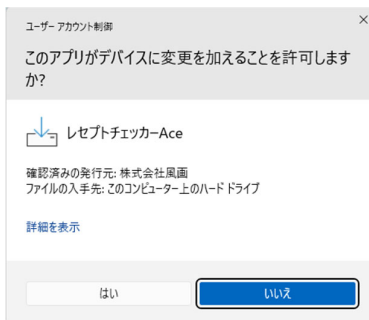 ユーザー アカウント制御
このアプリがデバイスに変更を加えることを許可します
か?
レセプトチェッカーAce
確認済みの発行元: 株式会社風画
ファイルの入手先: このコンピューター上のハード ドライブ
詳細を表示
はい
いいえ